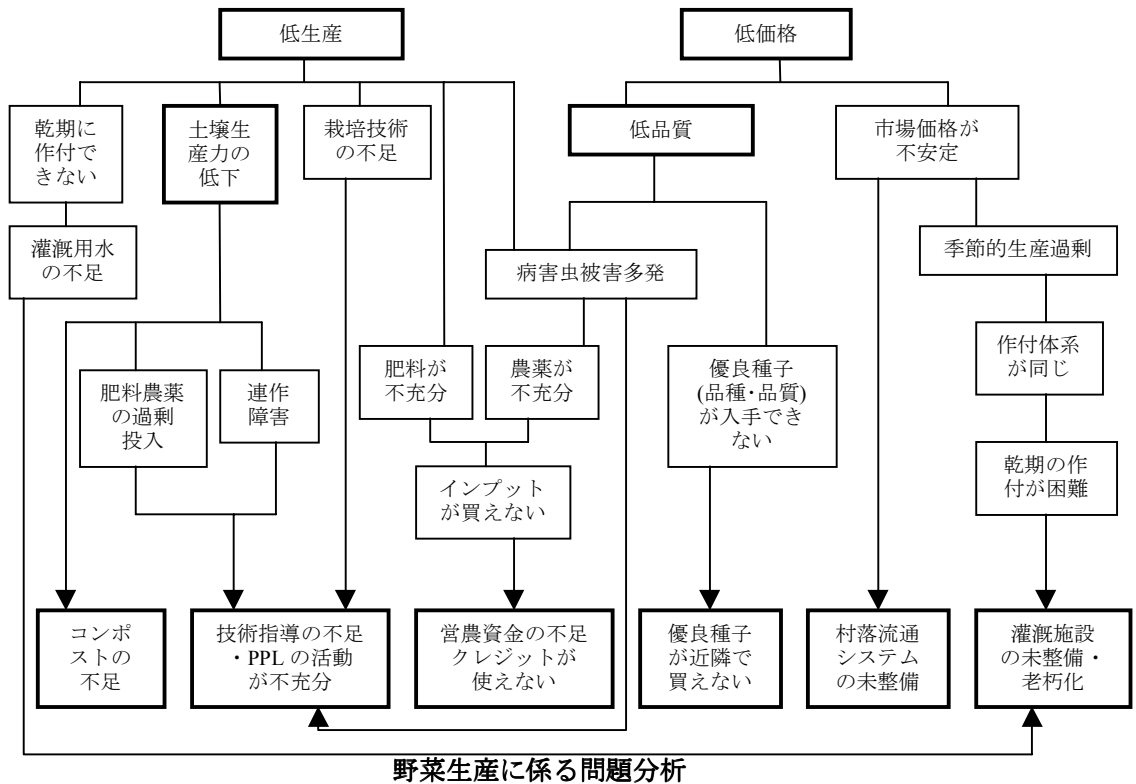 低生産
低価格
乾期に
作付で
きない
土壌生
産力の
低下
栽培技術
の不足
低品質
市場価格が
不安定
灌漑用水
の不足
病害虫被害多発
季節的生産過剰
肥料農薬
の過剰
投入
連作
障害
肥料が
不充分
農薬が
不充分
優良種子
(品種･品質)
が入手でき
ない
作付体系
が同じ
インプット
が買えない
乾期の作
付が困難
コンポ
ストの
不足
技術指導の不足
・PPL の活動
が不充分
営農資金の不足
クレジットが
使えない
優良種子
が近隣で
買えない
村落流通
システム
の未整備
灌漑施設
の未整備・
老朽化
野菜生産に係る問題分析